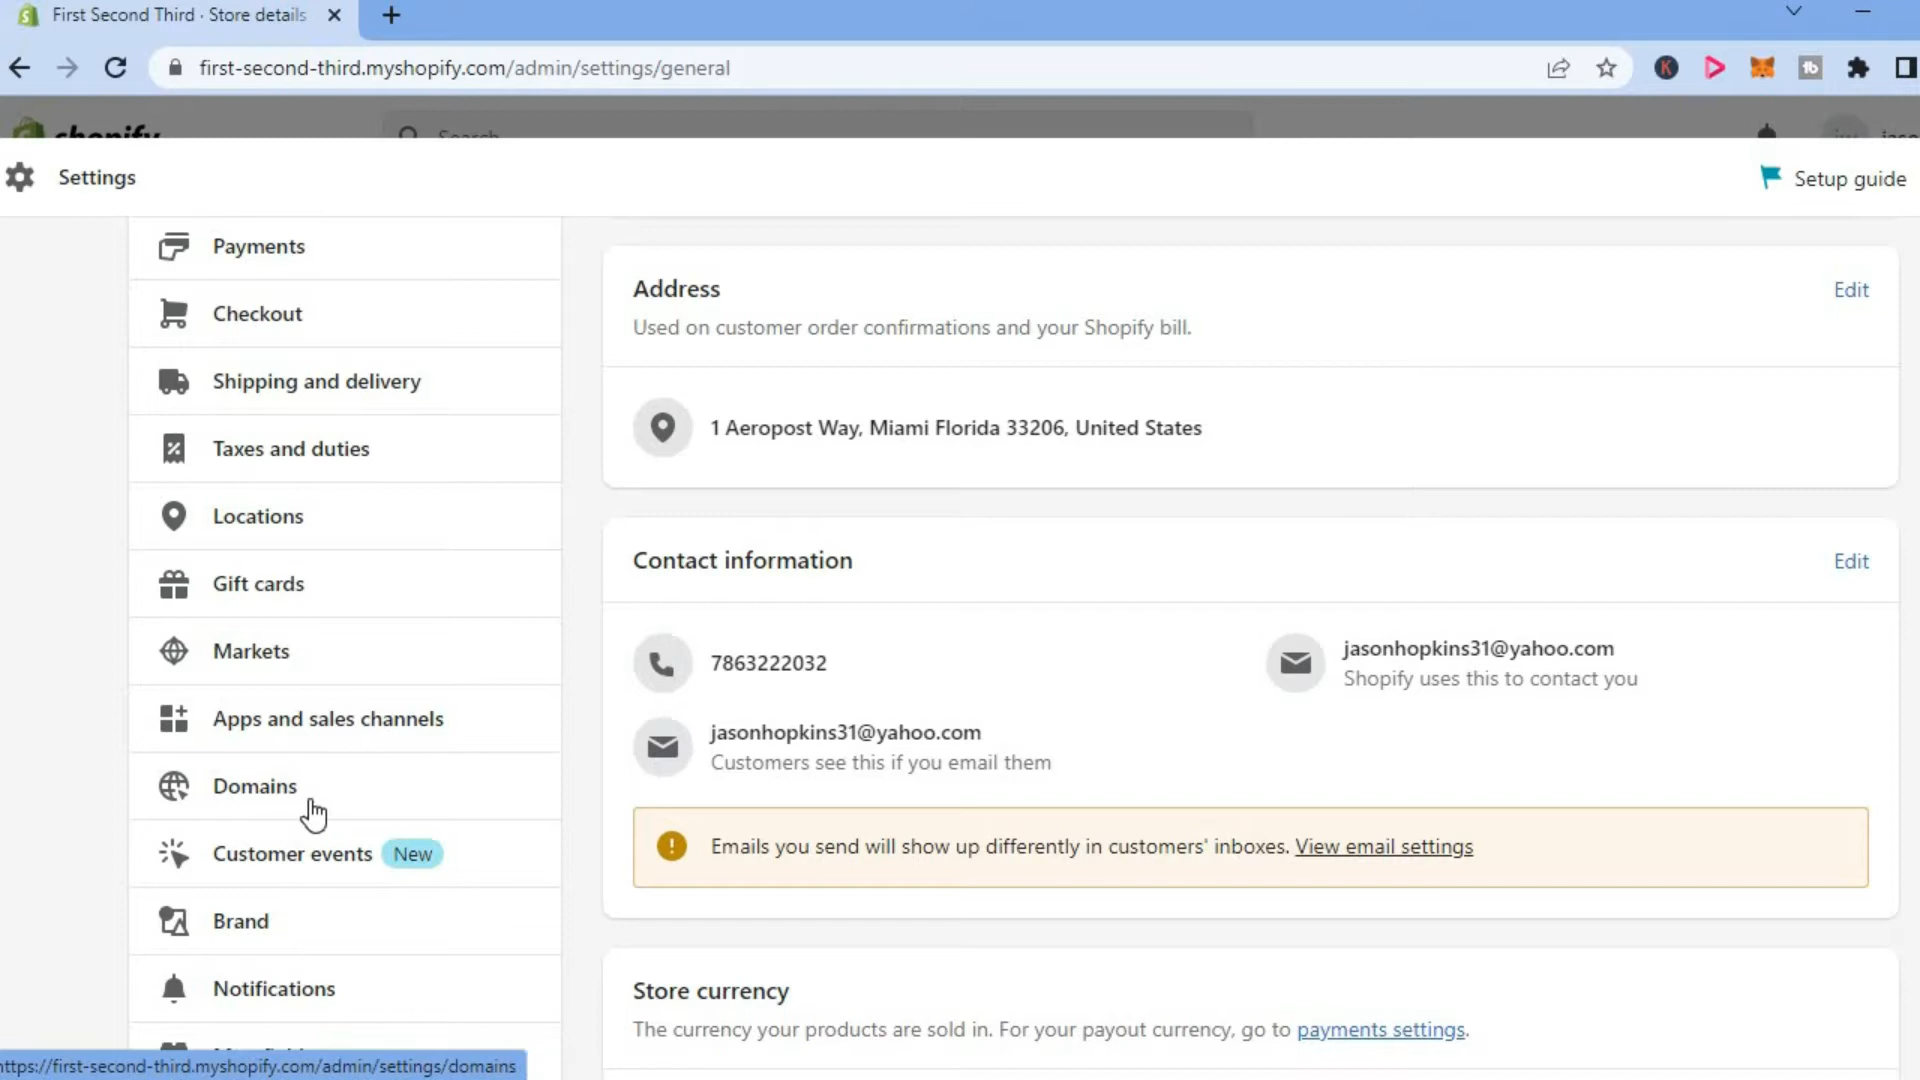 First Second Third · Store details
first-second-third.myshopify.com/admin/settings/general
shopify
Search
Settings
Setup guide
Payments
Checkout
Shipping and delivery
Taxes and duties
Locations
Gift cards
Markets
Apps and sales channels
Domains
Customer events New
Brand
Notifications
https://first-second-third.myshopify.com/admin/settings/domains
Address
Edit
Used on customer order confirmations and your Shopify bill.
1 Aeropost Way, Miami Florida 33206, United States
Contact information
Edit
7863222032
jasonhopkins31@yahoo.com
Shopify uses this to contact you
jasonhopkins31@yahoo.com
Customers see this if you email them
Emails you send will show up differently in customers' inboxes. View email settings
Store currency
The currency your products are sold in. For your payout currency, go to payments settings.